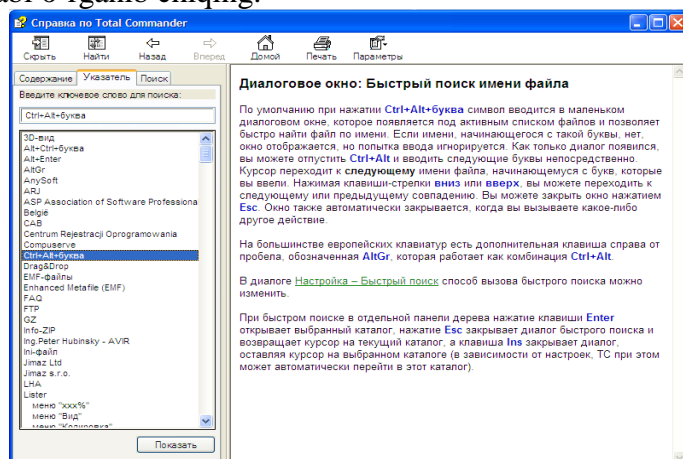 Справка по Total Commander
Скрыть Найти Назад Вперед Домой Печать Параметры
Содержание Указатель Поиск
Введите ключевое слово для поиска:
Ctrl+Alt+буква
3D-вид
Alt+Ctrl+буква
Alt+Enter
AltGr
AnySoft
ARJ
ASP Association of Software Professiona
België
CAB
Centrum Rejestracji Oprogramowania
Compuserve
Ctrl+Alt+буква
Drag&Drop
EMF-файлы
Enhanced Metafile (EMF)
FAQ
FTP
GZ
Info-ZIP
Ing.Peter Hubinsky - AVIR
Ini-файл
Jimaz Ltd
Jimaz s.r.o.
LHA
Lister
меню "xxx%"
меню "Вид"
меню "Кодировка"
Показать
Диалоговое окно: Быстрый поиск имени файла
По умолчанию при нажатии Ctrl+Alt+буква символ вводится в маленьком
диалоговом окне, которое появляется под активным списком файлов и позволяет
быстро найти файл по имени. Если имени, начинающегося с такой буквы, нет,
окно отображается, но попытка ввода игнорируется. Как только диалог появился,
вы можете отпустить Ctrl+Alt и вводить следующие буквы непосредственно.
Курсор переходит к следующему имени файла, начинающемуся с букв, которые
вы ввели. Нажимая клавиши-стрелки вниз или вверх, вы можете переходить к
следующему или предыдущему совпадению. Вы можете закрыть окно нажатием
Esc. Окно также автоматически закрывается, когда вы вызываете какое-либо
другое действие.
На большинстве европейских клавиатур есть дополнительная клавиша справа от
пробела, обозначенная AltGr, которая работает как комбинация Ctrl+Alt.
В диалоге Настройка – Быстрый поиск способ вызова быстрого поиска можно
изменить.
При быстром поиске в отдельной панели дерева нажатие клавиши Enter
открывает выбранный каталог, нажатие Esc закрывает диалог быстрого поиска и
возвращает курсор на текущий каталог, а клавиша Ins закрывает диалог,
оставляя курсор на выбранном каталоге (в зависимости от настроек, TC при этом
может автоматически перейти в этот каталог).